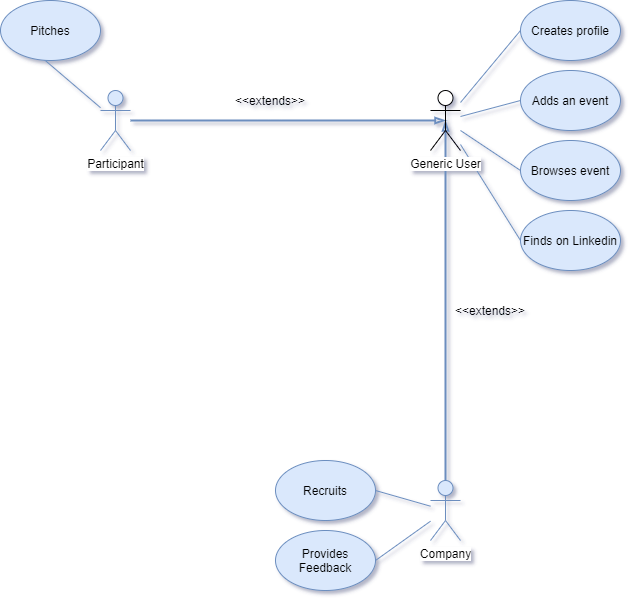 Pitches
Creates profile
<<extends>>
Adds an event
Participant
Generic User
Browses event
Finds on Linkedin
<<extends>>
Recruits
Provides
Feedback
Company